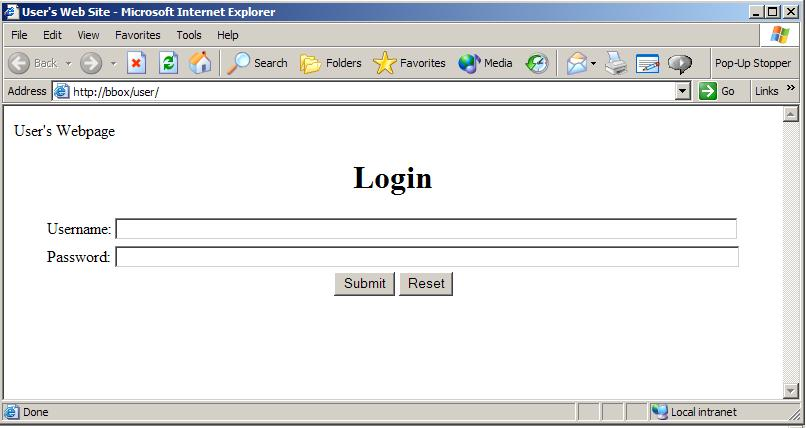 User's Web Site - Microsoft Internet Explorer
File Edit View Favorites Tools Help
Back Search Folders Favorites Media Pop-Up Stopper
Address http://bbox/user/ Go Links »
User's Webpage
Login
Username:
Password:
Submit Reset
Done Local intranet